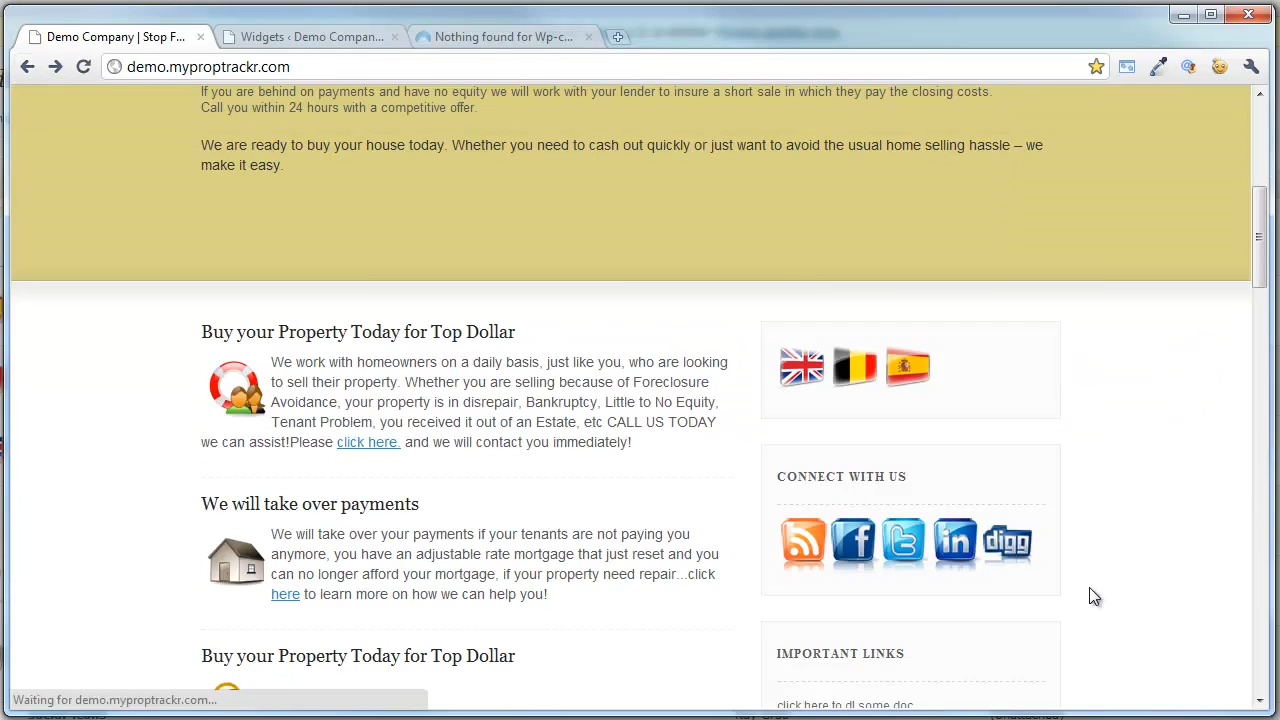 Demo Company | Stop F...
Widgets ‹ Demo Compan...
Nothing found for Wp-c...
demo.myproptrackr.com
If you are behind on payments and have no equity we will work with your lender to insure a short sale in which they pay the closing costs.
Call you within 24 hours with a competitive offer.
We are ready to buy your house today. Whether you need to cash out quickly or just want to avoid the usual home selling hassle – we
make it easy.
Buy your Property Today for Top Dollar
We work with homeowners on a daily basis, just like you, who are looking
to sell their property. Whether you are selling because of Foreclosure
Avoidance, your property is in disrepair, Bankruptcy, Little to No Equity,
Tenant Problem, you received it out of an Estate, etc CALL US TODAY
we can assist!Please click here. and we will contact you immediately!
We will take over payments
We will take over your payments if your tenants are not paying you
anymore, you have an adjustable rate mortgage that just reset and you
can no longer afford your mortgage, if your property need repair...click
here to learn more on how we can help you!
Buy your Property Today for Top Dollar
CONNECT WITH US
in
digg
IMPORTANT LINKS
click here to dl some doc
Waiting for demo.myproptrackr.com...